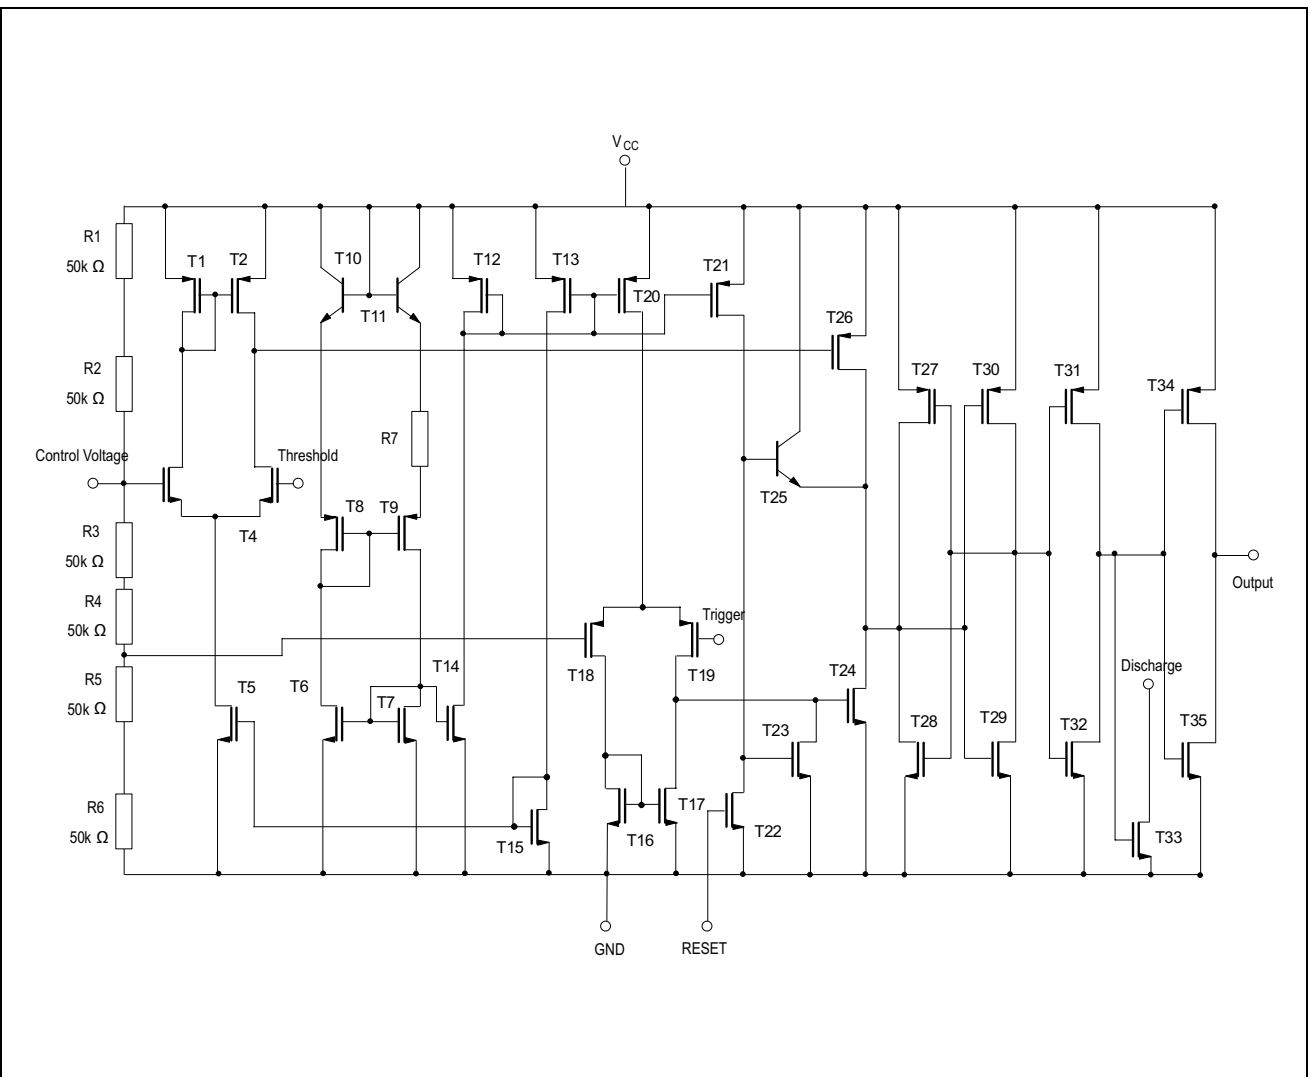 VCC
R1
50k Ω
T1
T2
T10
T11
T12
T13
T20
T21
T26
R2
50k Ω
R7
T27
T30
T31
T34
Control Voltage
Threshold
T4
T8
T9
T25
R3
50k Ω
R4
50k Ω
Trigger
Output
R5
50k Ω
T5
T6
T7
T14
T18
T19
T24
Discharge
T23
T28
T29
T32
T35
R6
50k Ω
T15
T16
T17
T22
T33
GND
RESET